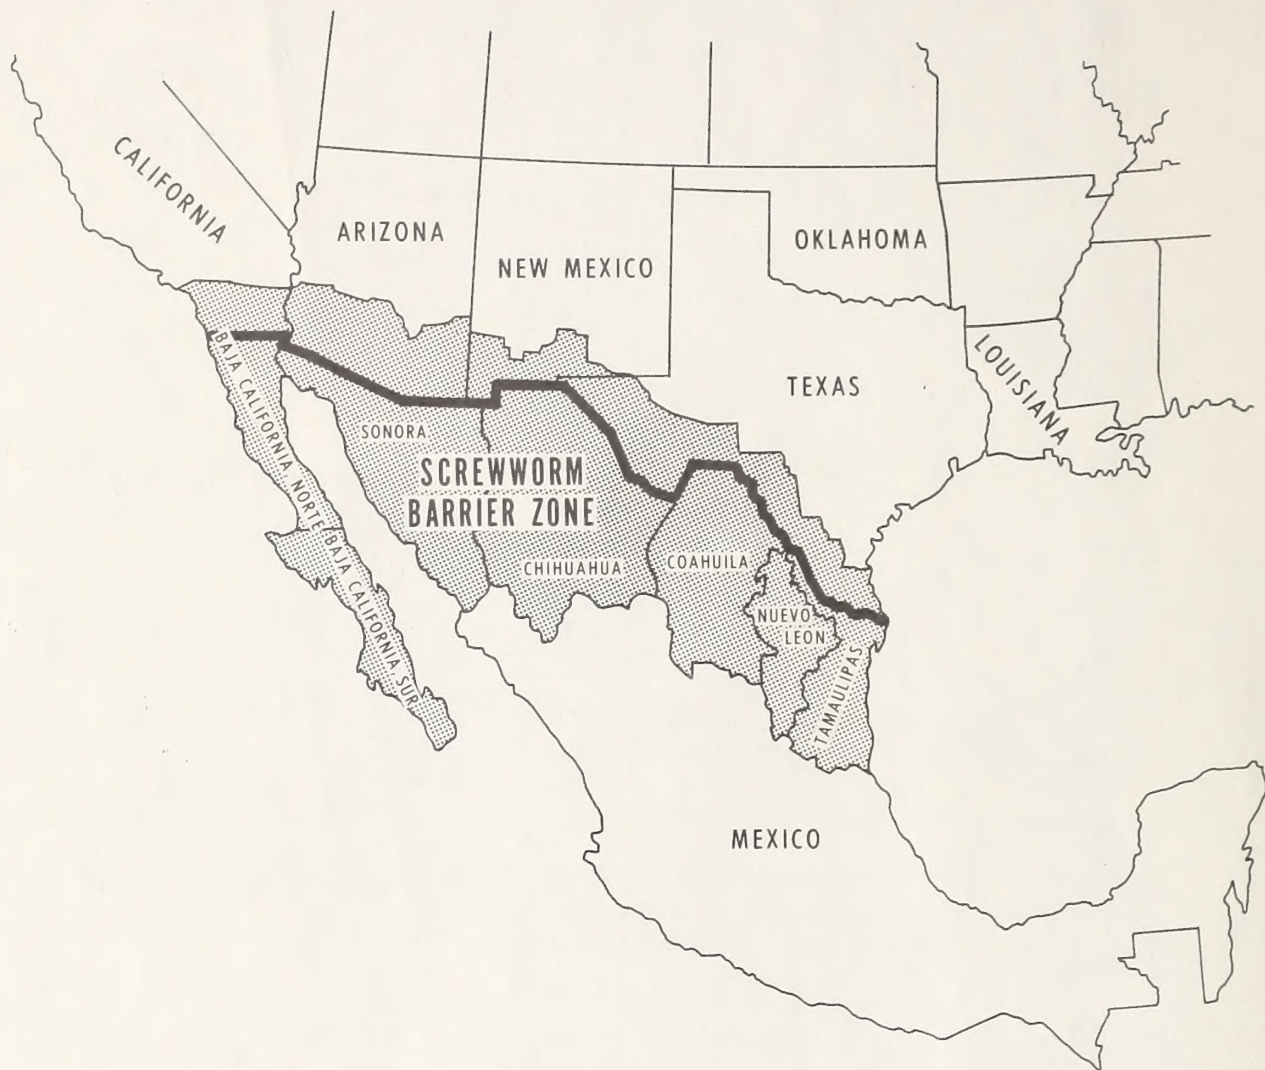 CALIFORNIA
ARIZONA
NEW MEXICO
OKLAHOMA
TEXAS
LOUISIANA
BAJA CALIFORNIA, NORTE
SONORA
SCREWWORM
BARRIER ZONE
CHIHUAHUA
COAHUILA
NUEVO
LEON
TAMAULIPAS
BAJA CALIFORNIA, SUR
MEXICO